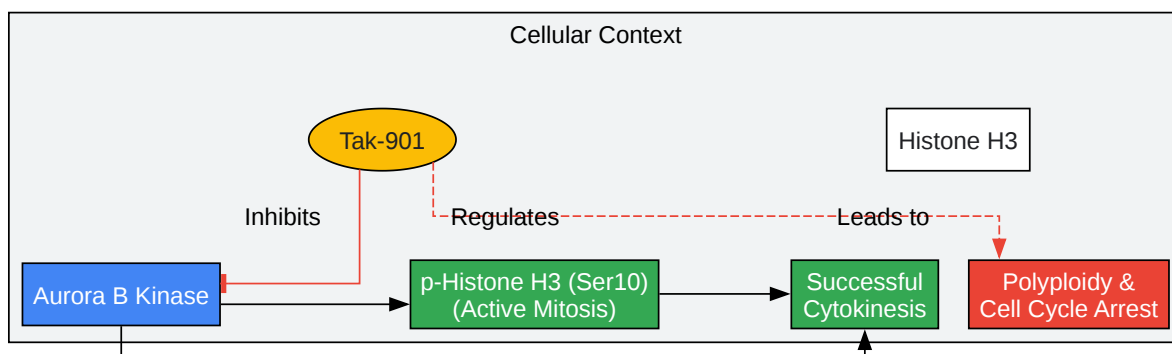 Cellular Context
Tak-901
Histone H3
Inhibits
Regulates
Leads to
Aurora B Kinase
p-Histone H3 (Ser10)
(Active Mitosis)
Successful
Cytokinesis
Polyploidy &
Cell Cycle Arrest